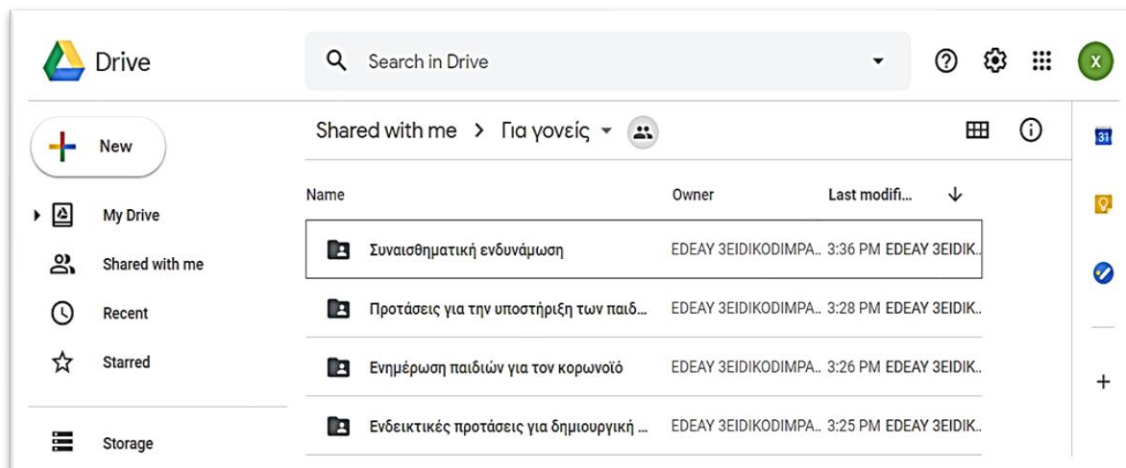 Drive
Search in Drive
X
New
Shared with me > Για γονείς
31
Name Owner Last modifi...
My Drive
Συναισθηματική ενδυνάμωση EDEAY 3EIDIKODIMPA.. 3:36 PM EDEAY 3EIDIK..
Shared with me
Προτάσεις για την υποστήριξη των παιδ... EDEAY 3EIDIKODIMPA.. 3:28 PM EDEAY 3EIDIK..
Recent
Ενημέρωση παιδιών για τον κορωνοϊό EDEAY 3EIDIKODIMPA.. 3:26 PM EDEAY 3EIDIK..
Starred
Ενδεικτικές προτάσεις για δημιουργική ... EDEAY 3EIDIKODIMPA.. 3:25 PM EDEAY 3EIDIK..
Storage